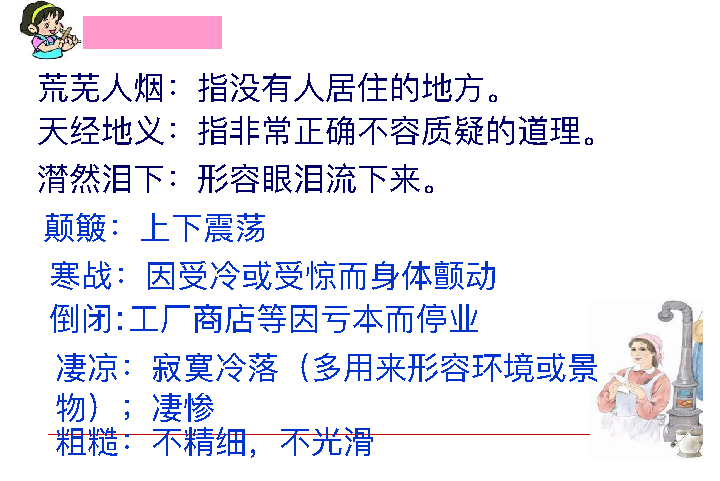 荒芜人烟：指没有人居住的地方。
天经地义：指非常正确不容质疑的道理。
潸然泪下：形容眼泪流下来。
颠簸：上下震荡
寒战：因受冷或受惊而身体颤动
倒闭:工厂商店等因亏本而停业
凄凉：寂寞冷落（多用来形容环境或景
物）；凄惨
粗糙：不精细，不光滑